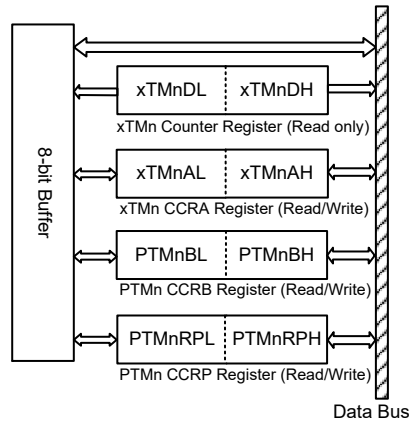 8-bit Buffer
xTMnDL xTMnDH
xTMn Counter Register (Read only)
xTMnAL xTMnAH
xTMn CCRA Register (Read/Write)
PTMnBL PTMnBH
PTMn CCRB Register (Read/Write)
PTMnRPL PTMnRPH
PTMn CCRP Register (Read/Write)
Data Bus